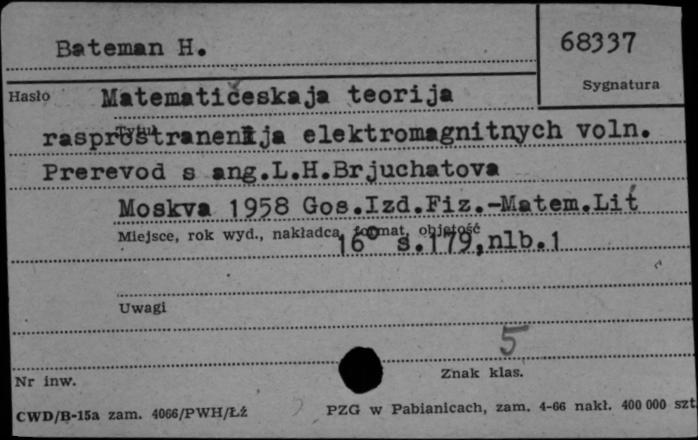 Bateman H.
68337
Sygnatura
Hasło Matematičeskaja teorija
Tytuł
rasprostranenija elektromagnitnych voln.
Prerevod s ang.L.H.Brjuchatova
Moskva 1958 Gos.Izd.Fiz.-Matem.Lit
Miejsce, rok wyd., nakładca, format, objętość
16° s.179,nlb.1
Uwagi
5
Nr inw.
Znak klas.
CWD/B-15a zam. 4066/PWH/Łż
PZG w Pabianicach, zam. 4-66 nakł. 400 000 szt